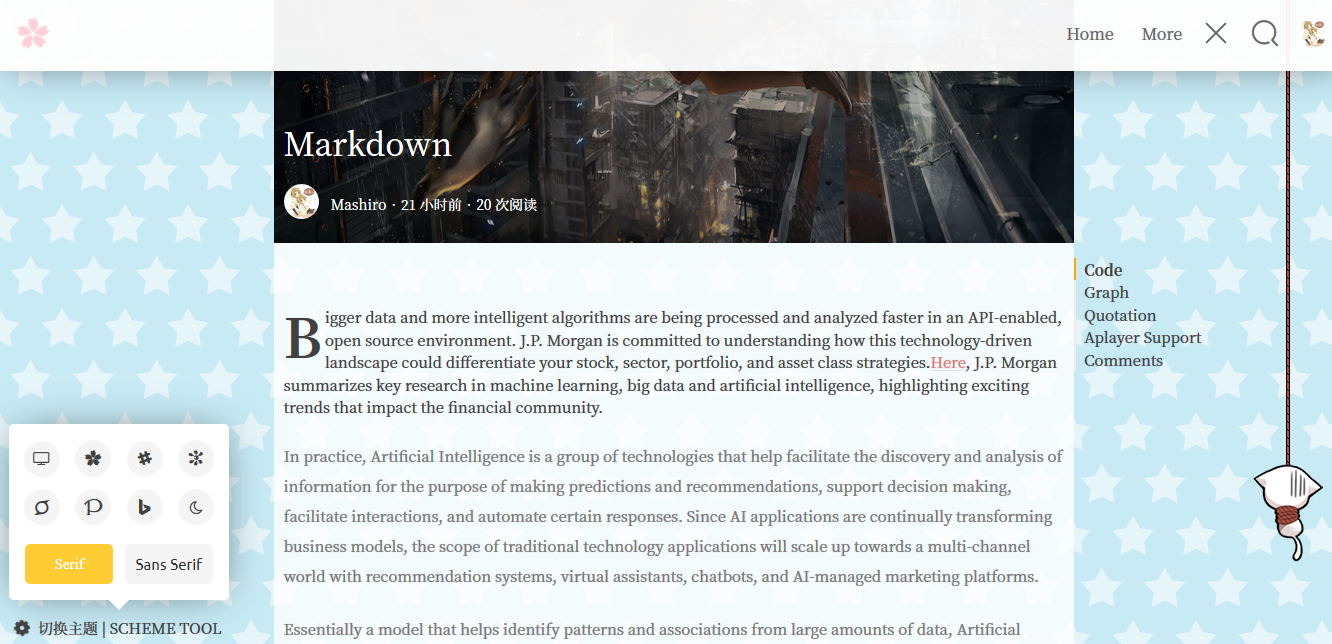 Home More
Markdown
Mashiro · 21 小时前 · 20 次阅读
Bigger data and more intelligent algorithms are being processed and analyzed faster in an API-enabled,
open source environment. J.P. Morgan is committed to understanding how this technology-driven
landscape could differentiate your stock, sector, portfolio, and asset class strategies.Here, J.P. Morgan
summarizes key research in machine learning, big data and artificial intelligence, highlighting exciting
trends that impact the financial community.
In practice, Artificial Intelligence is a group of technologies that help facilitate the discovery and analysis of
information for the purpose of making predictions and recommendations, support decision making,
facilitate interactions, and automate certain responses. Since AI applications are continually transforming
business models, the scope of traditional technology applications will scale up towards a multi-channel
world with recommendation systems, virtual assistants, chatbots, and AI-managed marketing platforms.
Essentially a model that helps identify patterns and associations from large amounts of data, Artificial
Code
Graph
Quotation
Aplayer Support
Comments
Serif
Sans Serif
切换主题 | SCHEME TOOL